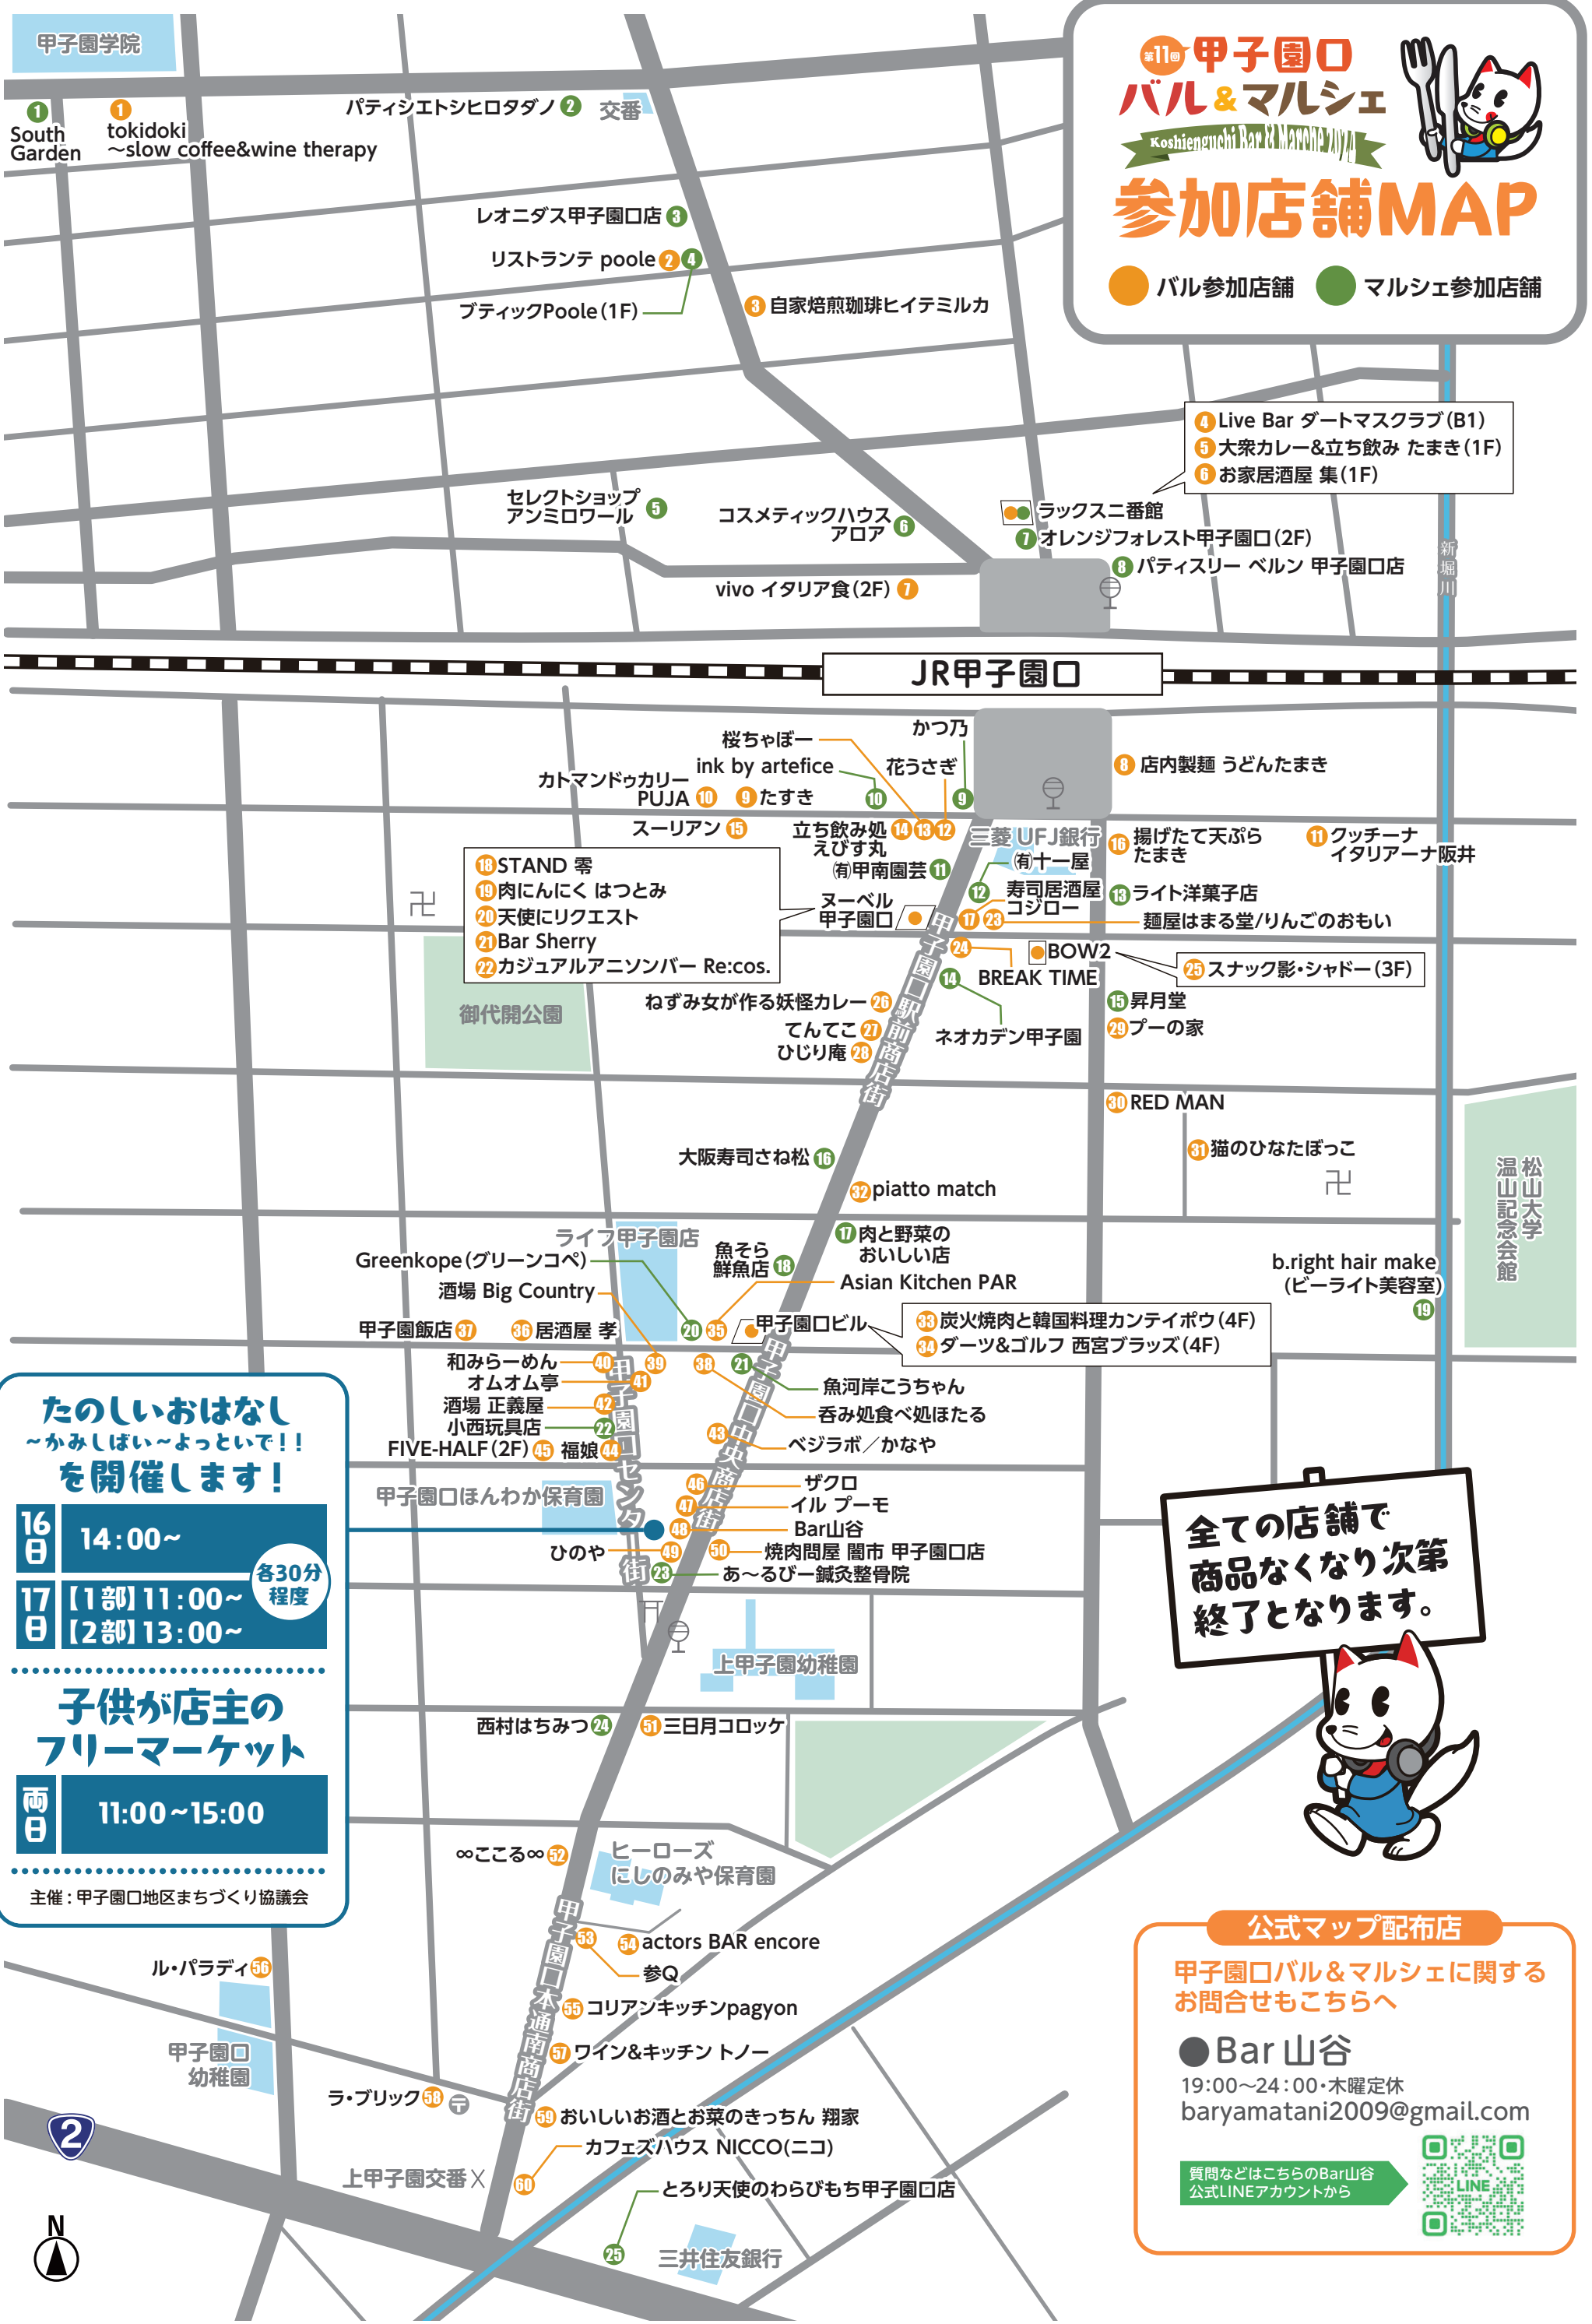 甲子園学院
1
South
Garden
1
tokidoki
～slow coffee&wine therapy
パティシエトシヒロタダノ 2
交番
レオニダス甲子園口店 3
リストランテ poole 2 4
ブティックPoole(1F)
3 自家焙煎珈琲ヒイテミルカ
第11回 甲子園口
バル&マルシェ
Koshienguchi Bar & Marche 2024
参加店舗MAP
バル参加店舗 マルシェ参加店舗
4 Live Bar ダートマスクラブ(B1)
5 大衆カレー&立ち飲み たまき(1F)
6 お家居酒屋 集(1F)
セレクトショップ
アンミロワール 5
コスメティックハウス
アロア 6
ラックス二番館
7 オレンジフォレスト甲子園口(2F)
8 パティスリー ベルン 甲子園口店
vivo イタリア食(2F) 7
新堀川
JR甲子園口
かつ乃
桜ちゃぼー
ink by artefice
花うさぎ
8 店内製麺 うどんたまき
カトマンドゥカリー
PUJA 10
9 たすき
10
9
スーリアン 15
立ち飲み処
えびす丸
14 13 12
三菱UFJ銀行
16 揚げたて天ぷら
たまき
11 クッチーナ
イタリアーナ阪井
㈲甲南園芸 11
㈲十一屋
12
寿司居酒屋
コジロー
13 ライト洋菓子店
18 STAND 零
19 肉にんにく はつとみ
20 天使にリクエスト
21 Bar Sherry
22 カジュアルアニソンバー Re:cos.
卍
ヌーベル
甲子園口
17 23
麺屋はまる堂/りんごのおもい
24
BREAK TIME
BOW2
25 スナック影・シャドー(3F)
甲子園口駅前商店街
14
ネオカデン甲子園
15 昇月堂
29 プーの家
御代開公園
ねずみ女が作る妖怪カレー 26
てんてこ 27
ひじり庵 28
30 RED MAN
31 猫のひなたぼっこ
卍
松山大学
温山記念会館
大阪寿司さね松 16
32 piatto match
17 肉と野菜の
おいしい店
ライフ甲子園店
魚そら
鮮魚店 18
Greenkope(グリーンコペ)
Asian Kitchen PAR
b.right hair make
(ビーライト美容室)
19
酒場 Big Country
甲子園飯店 37
36 居酒屋 孝
20 35
甲子園口ビル
33 炭火焼肉と韓国料理カンテイポウ(4F)
34 ダーツ&ゴルフ 西宮ブラッズ(4F)
和みらーめん 40
39
38
21
魚河岸こうちゃん
オムオム亭 41
酒場 正義屋 42
呑み処食べ処ほたる
小西玩具店 22
43
ベジラボ／かなや
FIVE-HALF(2F) 45 福娘 44
甲子園口センター街
甲子園口中央商店街
甲子園口ほんわか保育園
46 ザクロ
47 イル プーモ
48 Bar山谷
ひのや 49
50 焼肉問屋 闇市 甲子園口店
23 あ～るびー鍼灸整骨院
たのしいおはなし
～かみしばい～よっといで!!
を開催します!
16日 14:00～
17日 【1部】11:00～
【2部】13:00～
各30分
程度
子供が店主の
フリーマーケット
両日 11:00～15:00
主催:甲子園口地区まちづくり協議会
全ての店舗で
商品なくなり次第
終了となります。
上甲子園幼稚園
西村はちみつ 24
51 三日月コロッケ
∞ここる∞ 52
ヒーローズ
にしのみや保育園
53
参Q
54 actors BAR encore
甲子園口本通南商店街
55 コリアンキッチンpagyon
ル・パラディ 56
57 ワイン&キッチン トノー
甲子園口
幼稚園
ラ・ブリック 58
〒
59 おいしいお酒とお菜のきっちん 翔家
カフェズハウス NICCO(ニコ)
60
2
上甲子園交番X
とろり天使のわらびもち甲子園口店
25
三井住友銀行
N
公式マップ配布店
甲子園口バル&マルシェに関する
お問合せもこちらへ
●Bar山谷
19:00～24:00・木曜定休
baryamatani2009@gmail.com
質問などはこちらのBar山谷
公式LINEアカウントから
LINE